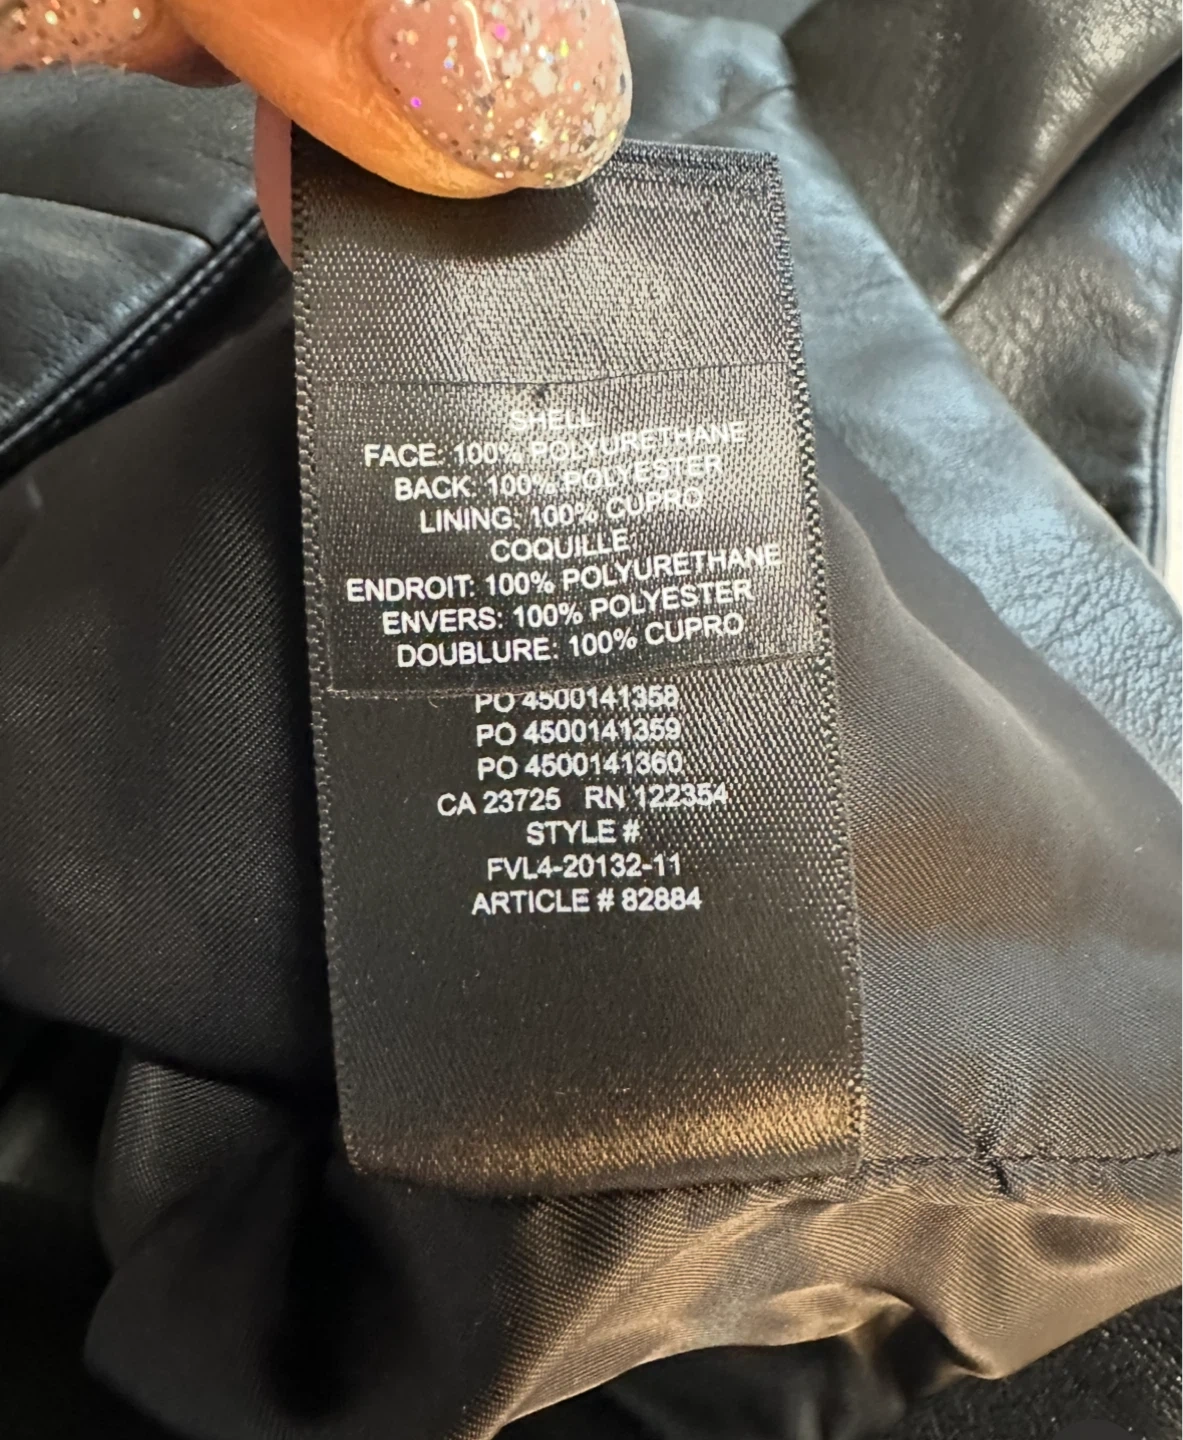 SHELL
FACE: 100% POLYURETHANE
BACK: 100% POLYESTER
LINING: 100% CUPRO
COQUILLE
ENDROIT: 100% POLYURETHANE
ENVERS: 100% POLYESTER
DOUBLURE: 100% CUPRO
PO 4500141358
PO 4500141359
PO 4500141360
CA 23725 RN 122354
STYLE #
FVL4-20132-11
ARTICLE # 82884